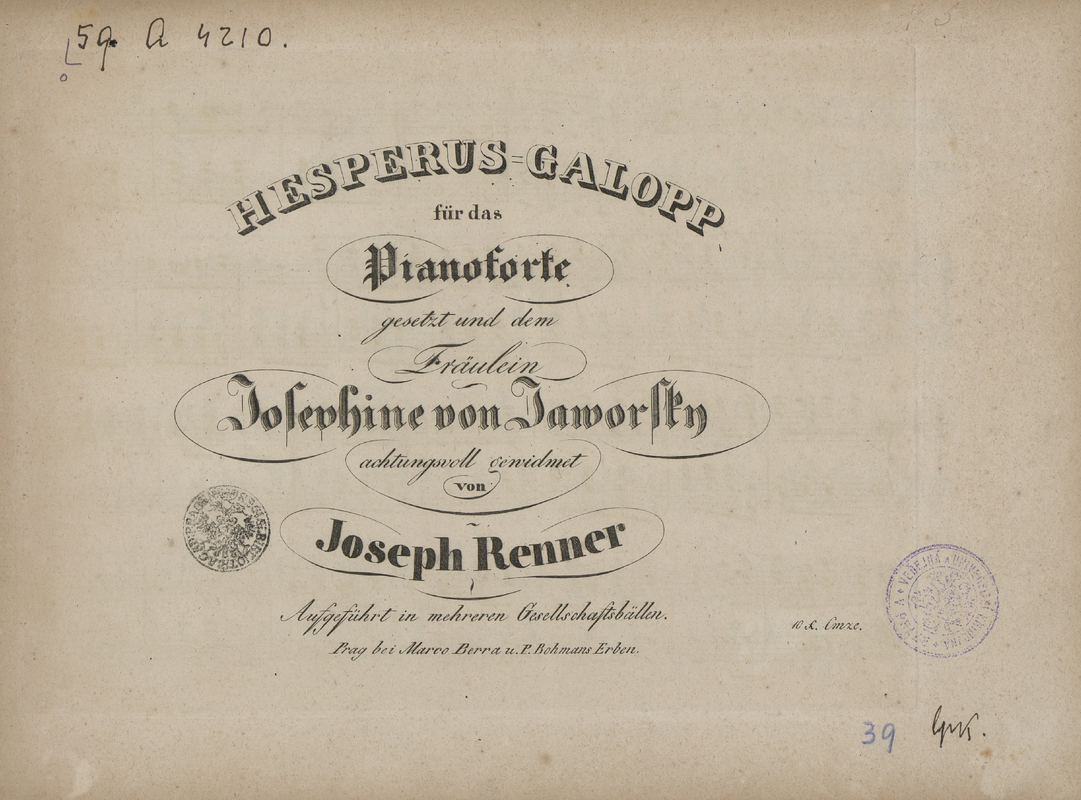 59 A 4210.
HESPERUS=GALOPP
für das
Pianoforte
gesetzt und dem
Fräulein
Josephine von Jaworsky
achtungsvoll gewidmet
von
Joseph Renner
Aufgeführt in mehreren Gesellschaftsbällen.
10 K. Cmze.
Prag bei Marco Berra u. P. Bohmans Erben.
39